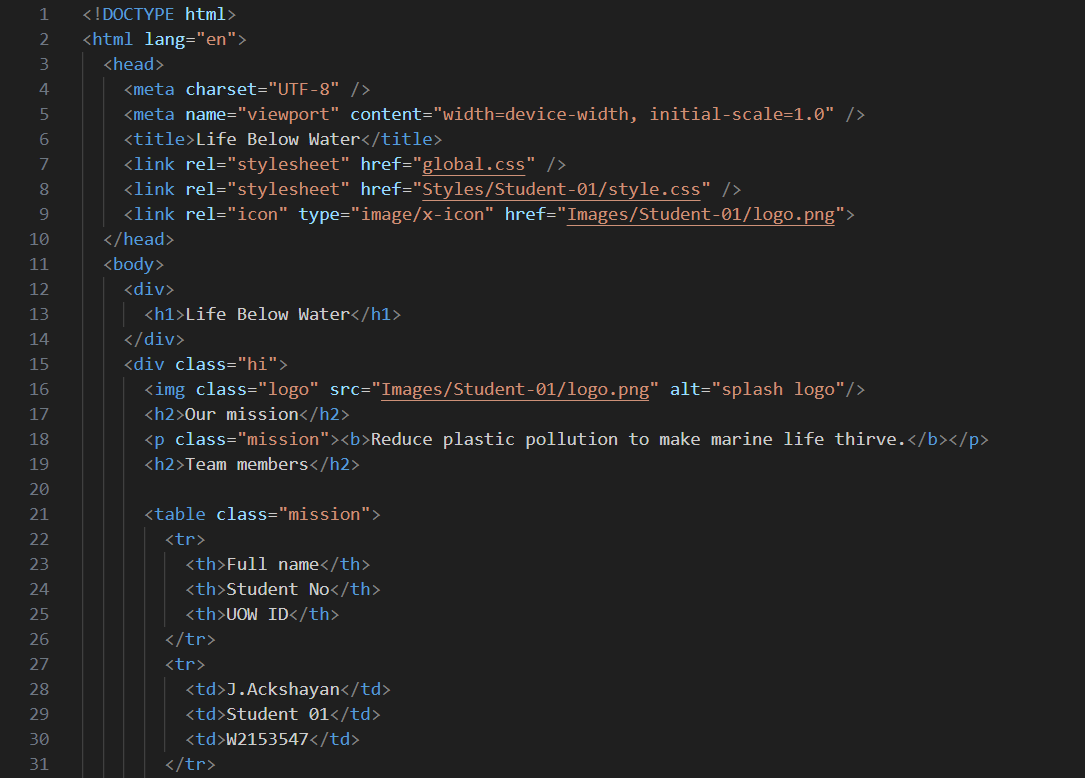 1 <!DOCTYPE html>
2 <html lang="en">
3 <head>
4 <meta charset="UTF-8" />
5 <meta name="viewport" content="width=device-width, initial-scale=1.0" />
6 <title>Life Below Water</title>
7 <link rel="stylesheet" href="global.css" />
8 <link rel="stylesheet" href="Styles/Student-01/style.css" />
9 <link rel="icon" type="image/x-icon" href="Images/Student-01/logo.png">
10 </head>
11 <body>
12 <div>
13 <h1>Life Below Water</h1>
14 </div>
15 <div class="hi">
16 <img class="logo" src="Images/Student-01/logo.png" alt="splash logo"/>
17 <h2>Our mission</h2>
18 <p class="mission"><b>Reduce plastic pollution to make marine life thirve.</b></p>
19 <h2>Team members</h2>
20
21 <table class="mission">
22 <tr>
23 <th>Full name</th>
24 <th>Student No</th>
25 <th>UOW ID</th>
26 </tr>
27 <tr>
28 <td>J.Ackshayan</td>
29 <td>Student 01</td>
30 <td>W2153547</td>
31 </tr>